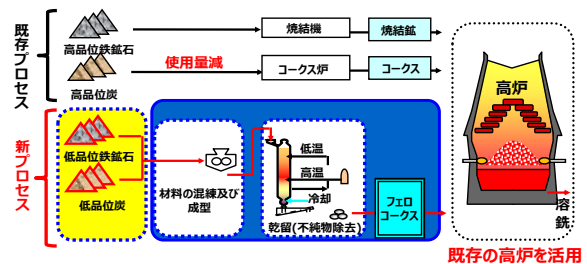 既存プロセス
高品位鉄鉱石
焼結機
焼結鉱
使用量減
高品位炭
コークス炉
コークス
高炉
新プロセス
低品位鉄鉱石
低品位炭
材料の混練及び
成型
低温
高温
冷却
乾留(不純物除去)
フェロ
コークス
溶
銑
既存の高炉を活用